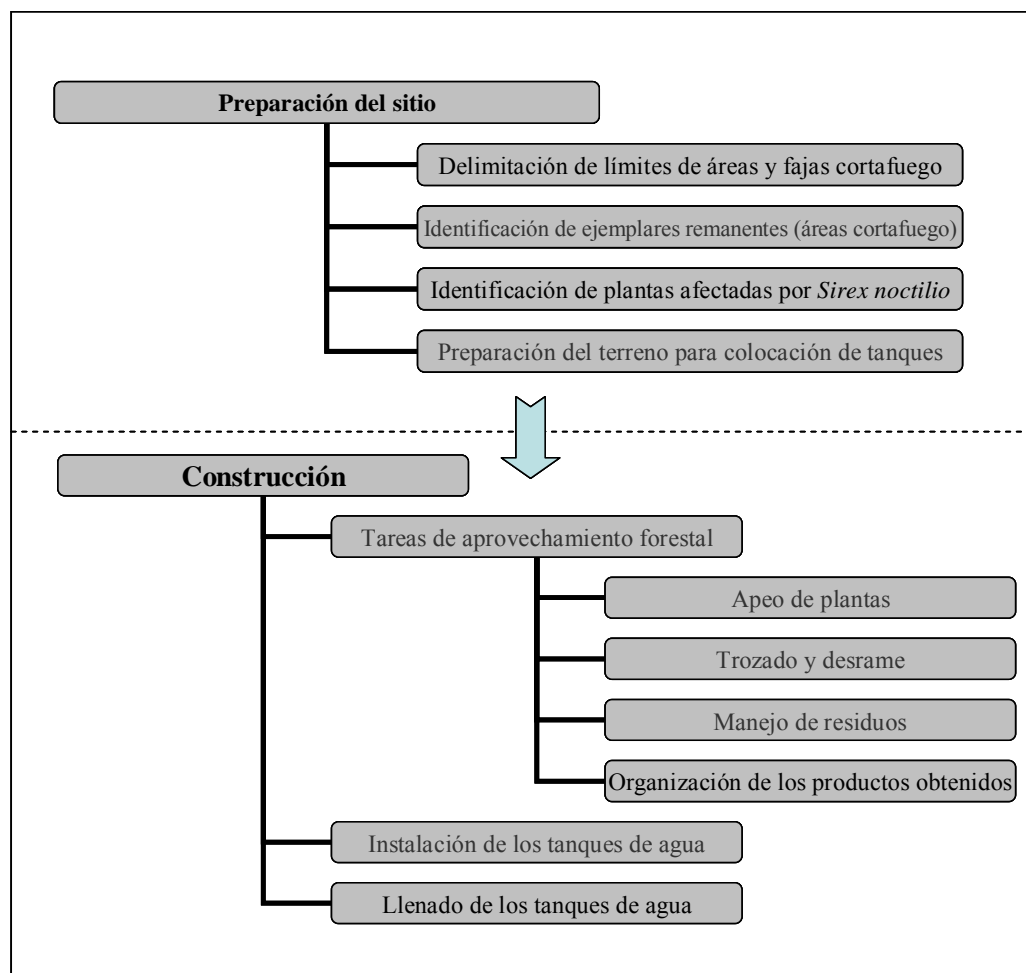 Preparación del sitio
Delimitación de límites de áreas y fajas cortafuego
Identificación de ejemplares remanentes (áreas cortafuego)
Identificación de plantas afectadas por Sirex noctilio
Preparación del terreno para colocación de tanques
Construcción
Tareas de aprovechamiento forestal
Apeo de plantas
Trozado y desrame
Manejo de residuos
Organización de los productos obtenidos
Instalación de los tanques de agua
Llenado de los tanques de agua